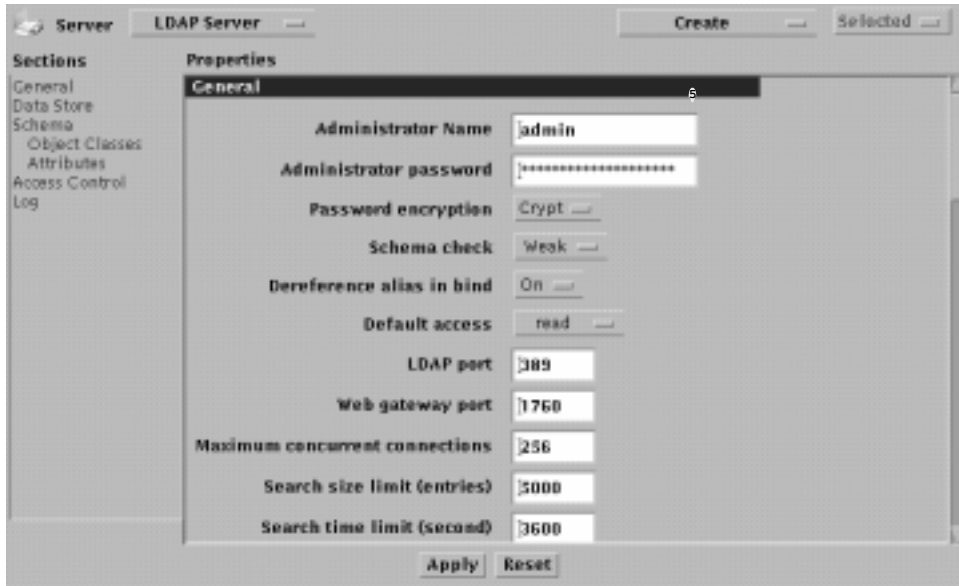 Server LDAP Server Create Selected
Sections Properties
General
Data Store
Schema
Object Classes
Attributes
Access Control
Log
General
Administrator Name admin
Administrator password ********************
Password encryption Crypt
Schema check Weak
Dereference alias in bind On
Default access read
LDAP port 389
Web gateway port 1760
Maximum concurrent connections 256
Search size limit (entries) 5000
Search time limit (second) 3600
Apply Reset